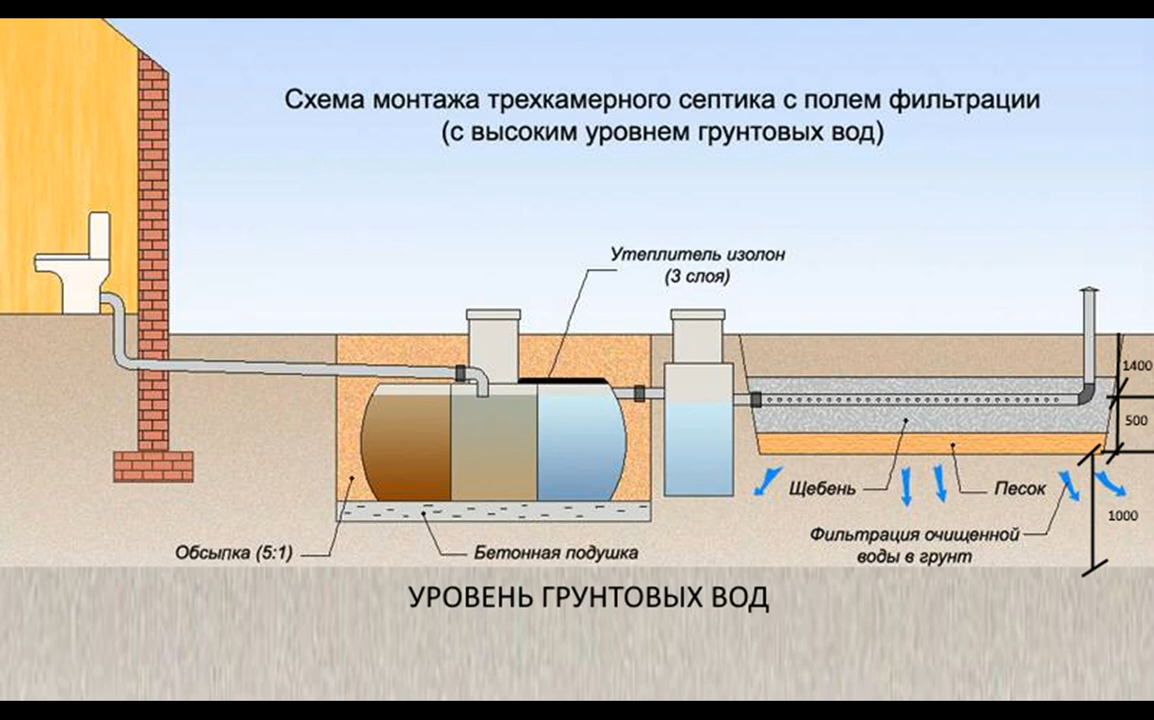 Схема монтажа трехкамерного септика с полем фильтрации
(с высоким уровнем грунтовых вод)
Утеплитель изолон
(3 слоя)
1400
500
Щебень
Песок
1000
Фильтрация очищенной
воды в грунт
Обсыпка (5:1)
Бетонная подушка
УРОВЕНЬ ГРУНТОВЫХ ВОД